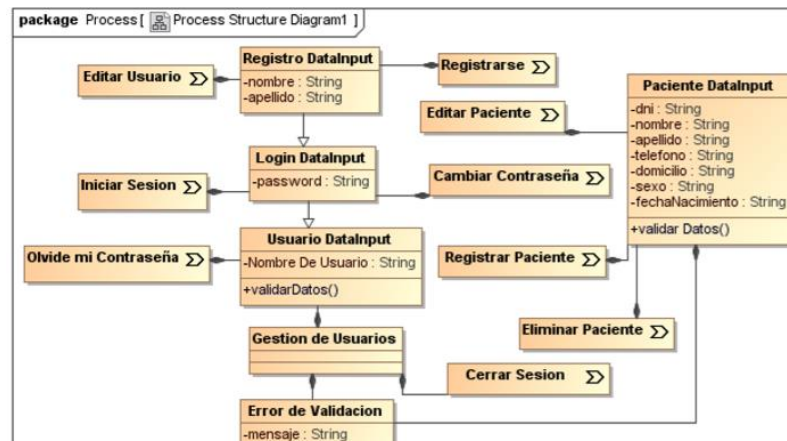 package Process [ Process Structure Diagram1 ]
Registro DataInput
-nombre : String
-apellido : String
Editar Usuario
Registrarse
Paciente DataInput
-dni : String
-nombre : String
-apellido : String
-telefono : String
-domicilio : String
-sexo : String
-fechaNacimiento : String
+validar Datos()
Editar Paciente
Login DataInput
-password : String
Iniciar Sesion
Cambiar Contraseña
Usuario DataInput
-Nombre De Usuario : String
+validarDatos()
Olvide mi Contraseña
Registrar Paciente
Gestion de Usuarios
Eliminar Paciente
Cerrar Sesion
Error de Validacion
-mensaje : String